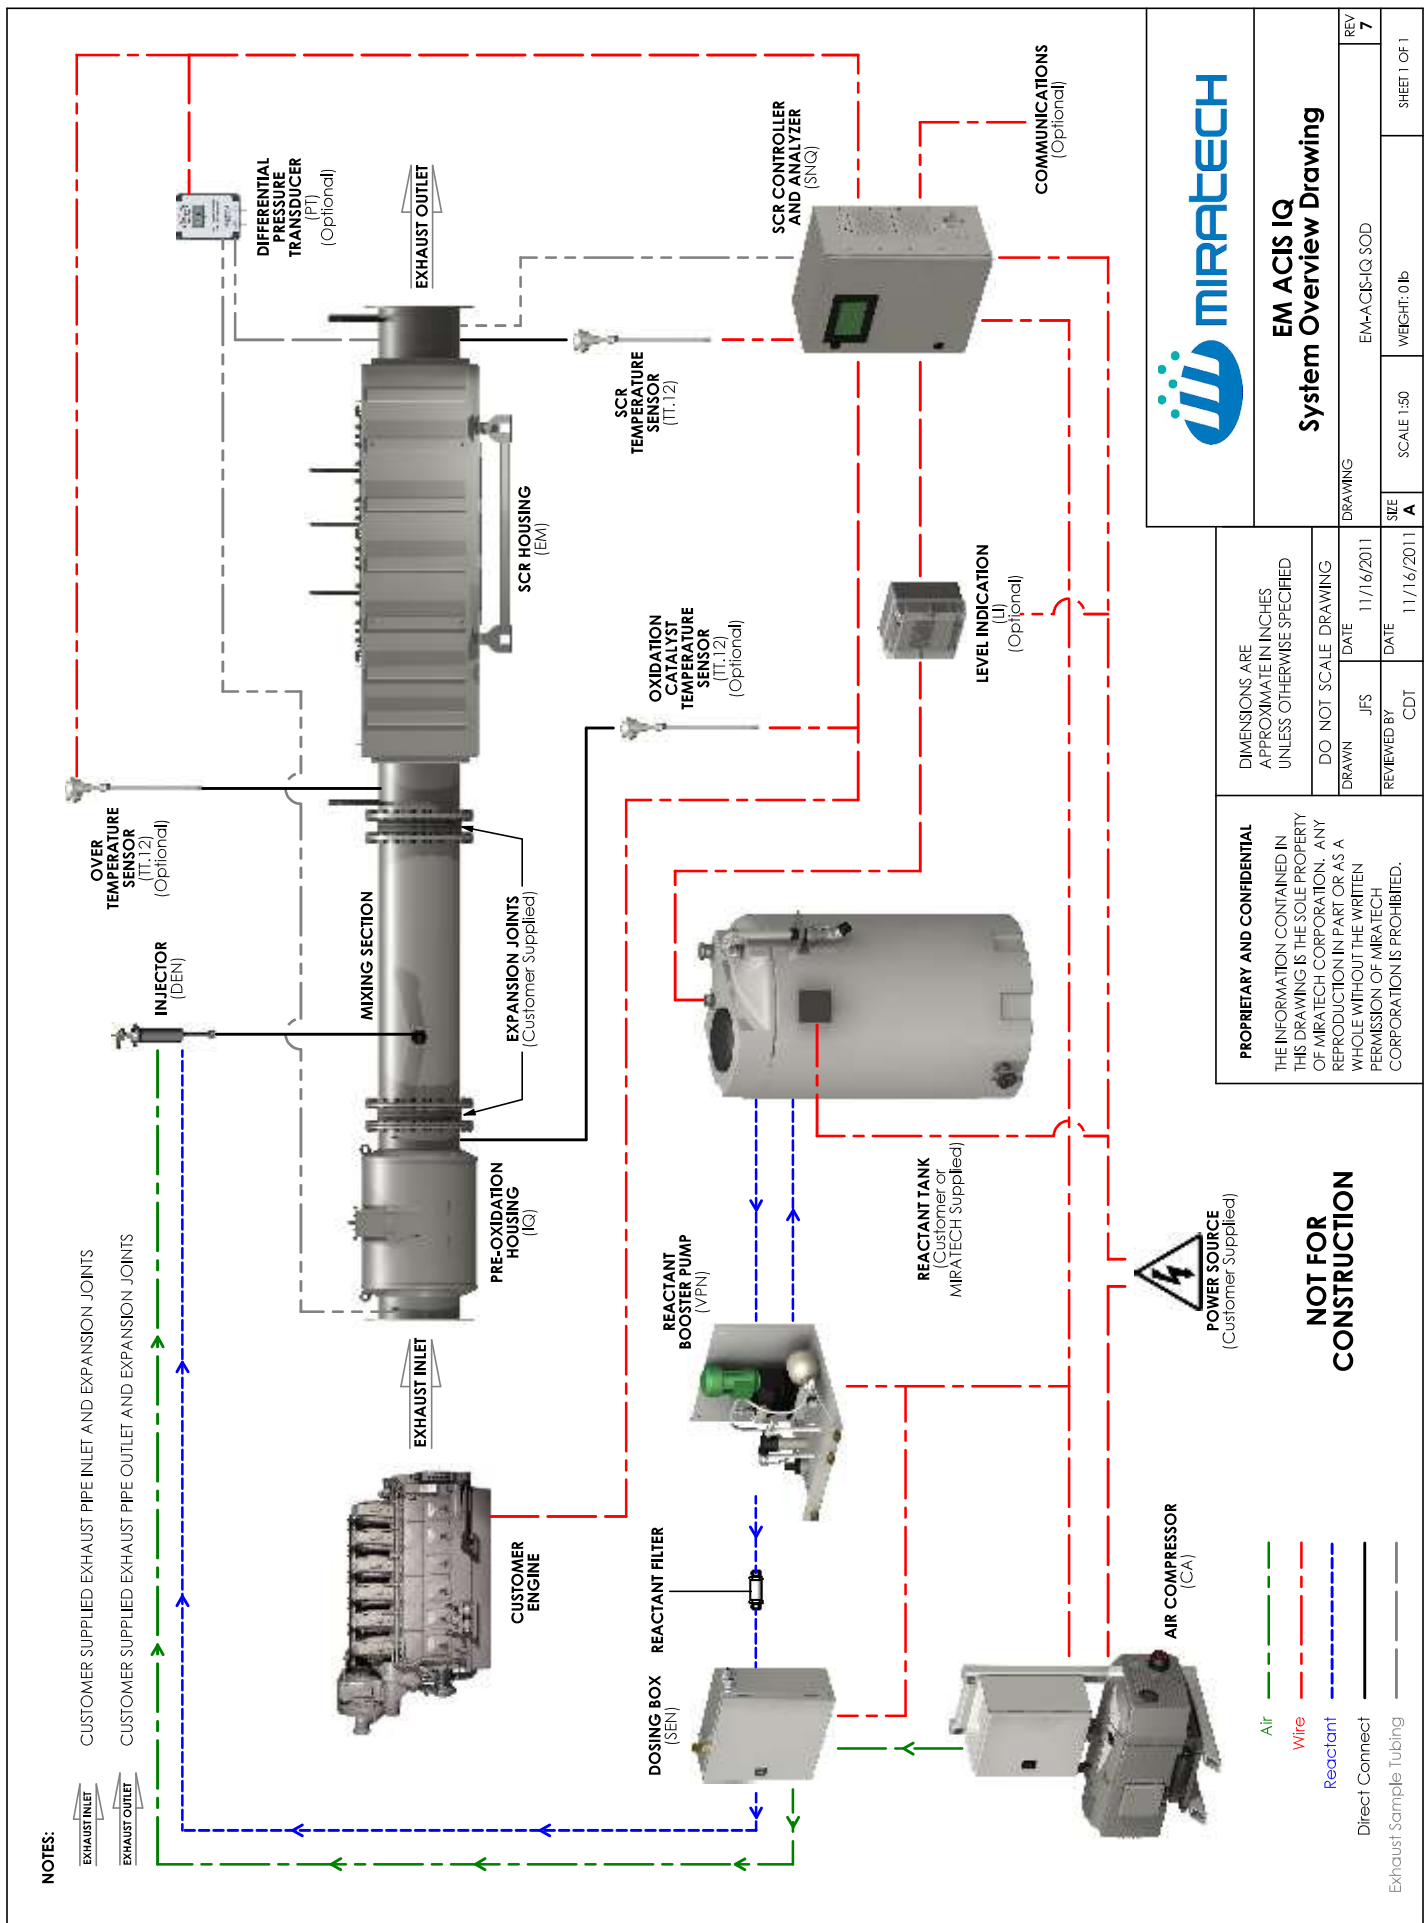 NOTES:
EXHAUST INLET
CUSTOMER SUPPLIED EXHAUST PIPE INLET AND EXPANSION JOINTS
EXHAUST OUTLET
CUSTOMER SUPPLIED EXHAUST PIPE OUTLET AND EXPANSION JOINTS
INJECTOR
(DEN)
OVER
TEMPERATURE
SENSOR
(TT.12)
(Optional)
DIFFERENTIAL
PRESSURE
TRANSDUCER
(PT)
(Optional)
CUSTOMER
ENGINE
EXHAUST INLET
PRE-OXIDATION
HOUSING
(IQ)
MIXING SECTION
EXPANSION JOINTS
(Customer Supplied)
SCR HOUSING
(EM)
EXHAUST OUTLET
OXIDATION
CATALYST
TEMPERATURE
SENSOR
(TT.12)
(Optional)
SCR
TEMPERATURE
SENSOR
(TT.12)
SCR CONTROLLER
AND ANALYZER
(SNQ)
DOSING BOX
(SEN)
REACTANT FILTER
REACTANT
BOOSTER PUMP
(VPN)
REACTANT TANK
(Customer or
MIRATECH Supplied)
LEVEL INDICATION
(LI)
(Optional)
COMMUNICATIONS
(Optional)
AIR COMPRESSOR
(CA)
POWER SOURCE
(Customer Supplied)
Air
Wire
Reactant
Direct Connect
Exhaust Sample Tubing
NOT FOR
CONSTRUCTION
PROPRIETARY AND CONFIDENTIAL
THE INFORMATION CONTAINED IN
THIS DRAWING IS THE SOLE PROPERTY
OF MIRATECH CORPORATION. ANY
REPRODUCTION IN PART OR AS A
WHOLE WITHOUT THE WRITTEN
PERMISSION OF MIRATECH
CORPORATION IS PROHIBITED.
DIMENSIONS ARE
APPROXIMATE IN INCHES
UNLESS OTHERWISE SPECIFIED
DO NOT SCALE DRAWING
DRAWN
JFS
DATE
11/16/2011
REVIEWED BY
CDT
DATE
11/16/2011
MIRATECH
EM ACIS IQ
System Overview Drawing
DRAWING
EM-ACIS-IQ SOD
REV
7
SIZE
A
SCALE 1:50
WEIGHT: 0 lb
SHEET 1 OF 1